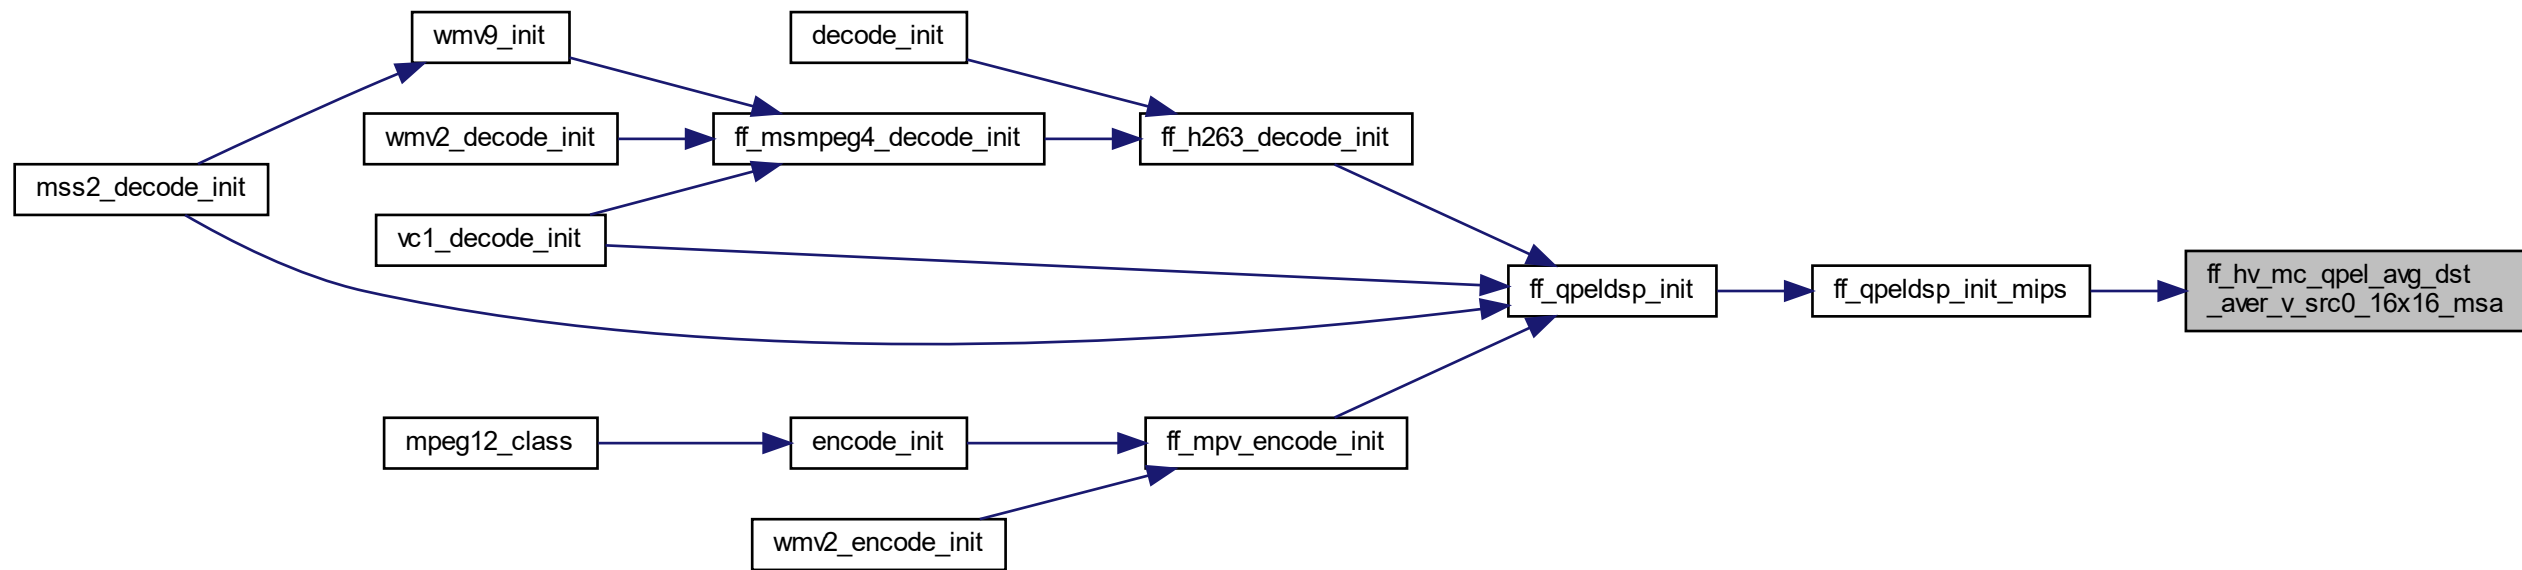 wmv9_init
decode_init
wmv2_decode_init
ff_msmpeg4_decode_init
ff_h263_decode_init
mss2_decode_init
vc1_decode_init
ff_qpeldsp_init
ff_qpeldsp_init_mips
ff_hv_mc_qpel_avg_dst
_aver_v_src0_16x16_msa
mpeg12_class
encode_init
ff_mpv_encode_init
wmv2_encode_init